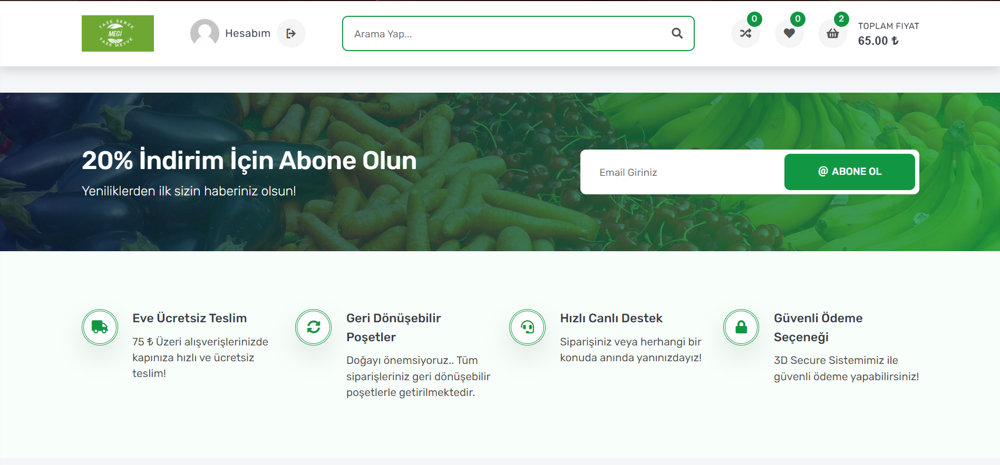 TAZE SEBZE
MEGİ
TAZE MEYVE
Hesabım
Arama Yap...
0
0
2
TOPLAM FIYAT
65.00 ₺
20% İndirim İçin Abone Olun
Yeniliklerden ilk sizin haberiniz olsun!
Email Giriniz
@ ABONE OL
Eve Ücretsiz Teslim
75 ₺ Üzeri alışverişlerinizde
kapınıza hızlı ve ücretsiz
teslim!
Geri Dönüşebilir
Poşetler
Doğayı önemsiyoruz.. Tüm
siparişleriniz geri dönüşebilir
poşetlerle getirilmektedir.
Hızlı Canlı Destek
Siparişiniz veya herhangi bir
konuda anında yanınızdayız!
Güvenli Ödeme
Seçeneği
3D Secure Sistemimiz ile
güvenli ödeme yapabilirsiniz!